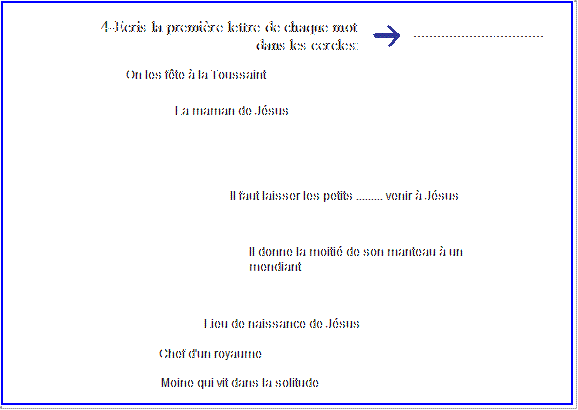 4-Ecris la première lettre de chaque mot
dans les cercles:
On les fête à la Toussaint
La maman de Jésus
Il faut laisser les petits ......... venir à Jésus
Il donne la moitié de son manteau à un
mendiant
Lieu de naissance de Jésus
Chef d'un royaume
Moine qui vit dans la solitude